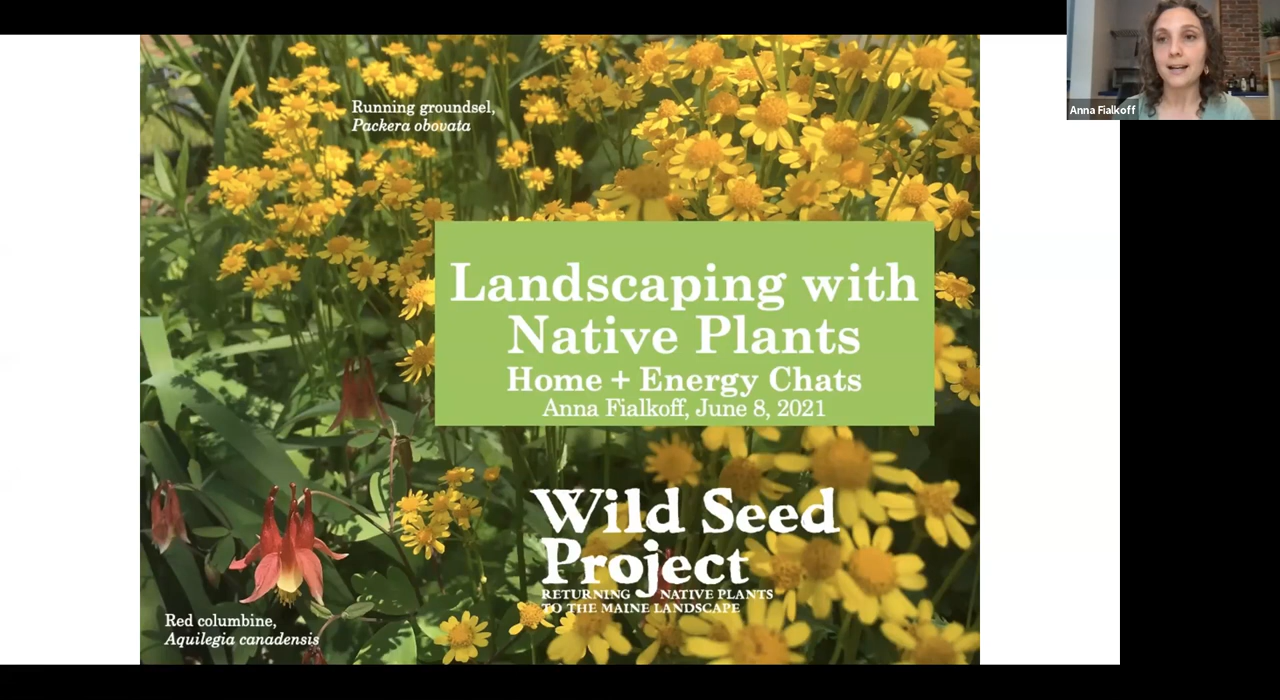 Anna Fialkoff
Running groundsel,
Packera obovata
Landscaping with
Native Plants
Home + Energy Chats
Anna Fialkoff, June 8, 2021
Wild Seed
Project
RETURNING NATIVE PLANTS
TO THE MAINE LANDSCAPE
Red columbine,
Aquilegia canadensis